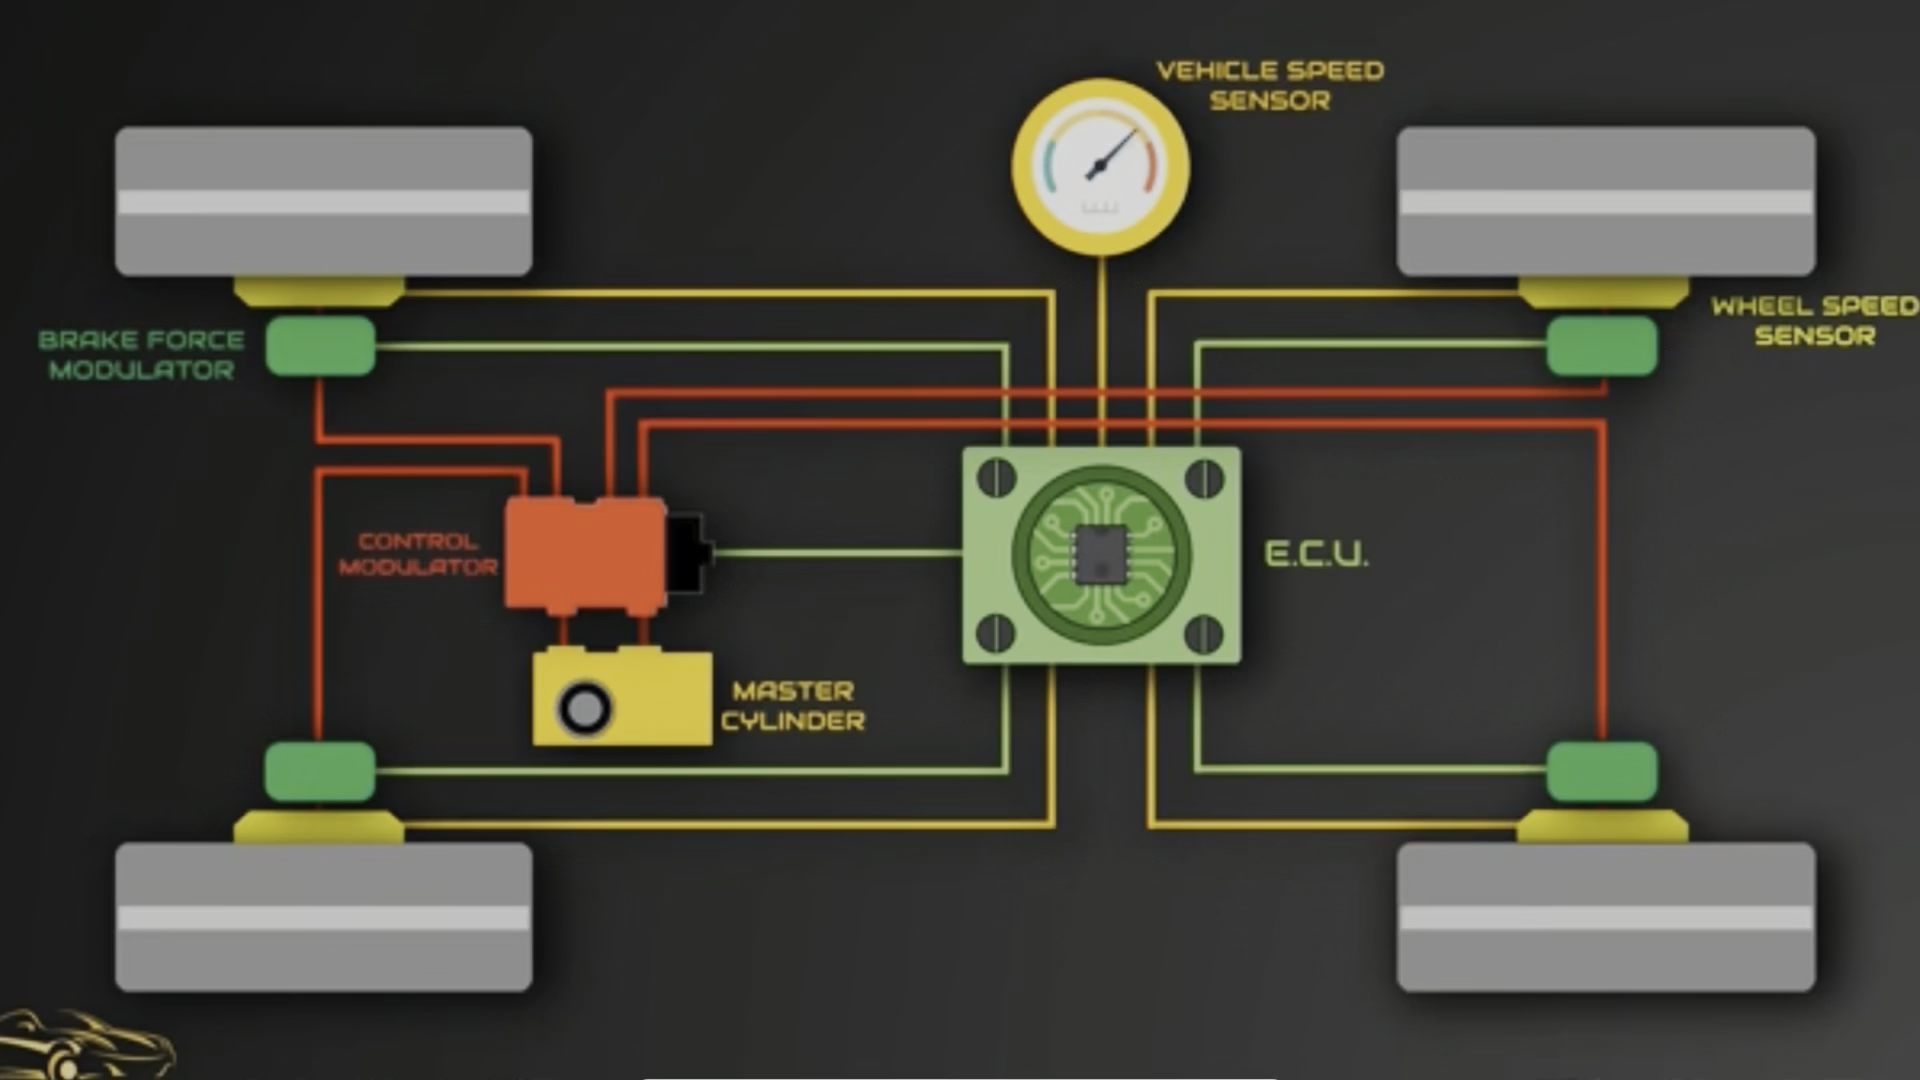 VEHICLE SPEED
SENSOR
WHEEL SPEED
SENSOR
BRAKE FORCE
MODULATOR
CONTROL
MODULATOR
E.C.U.
MASTER
CYLINDER